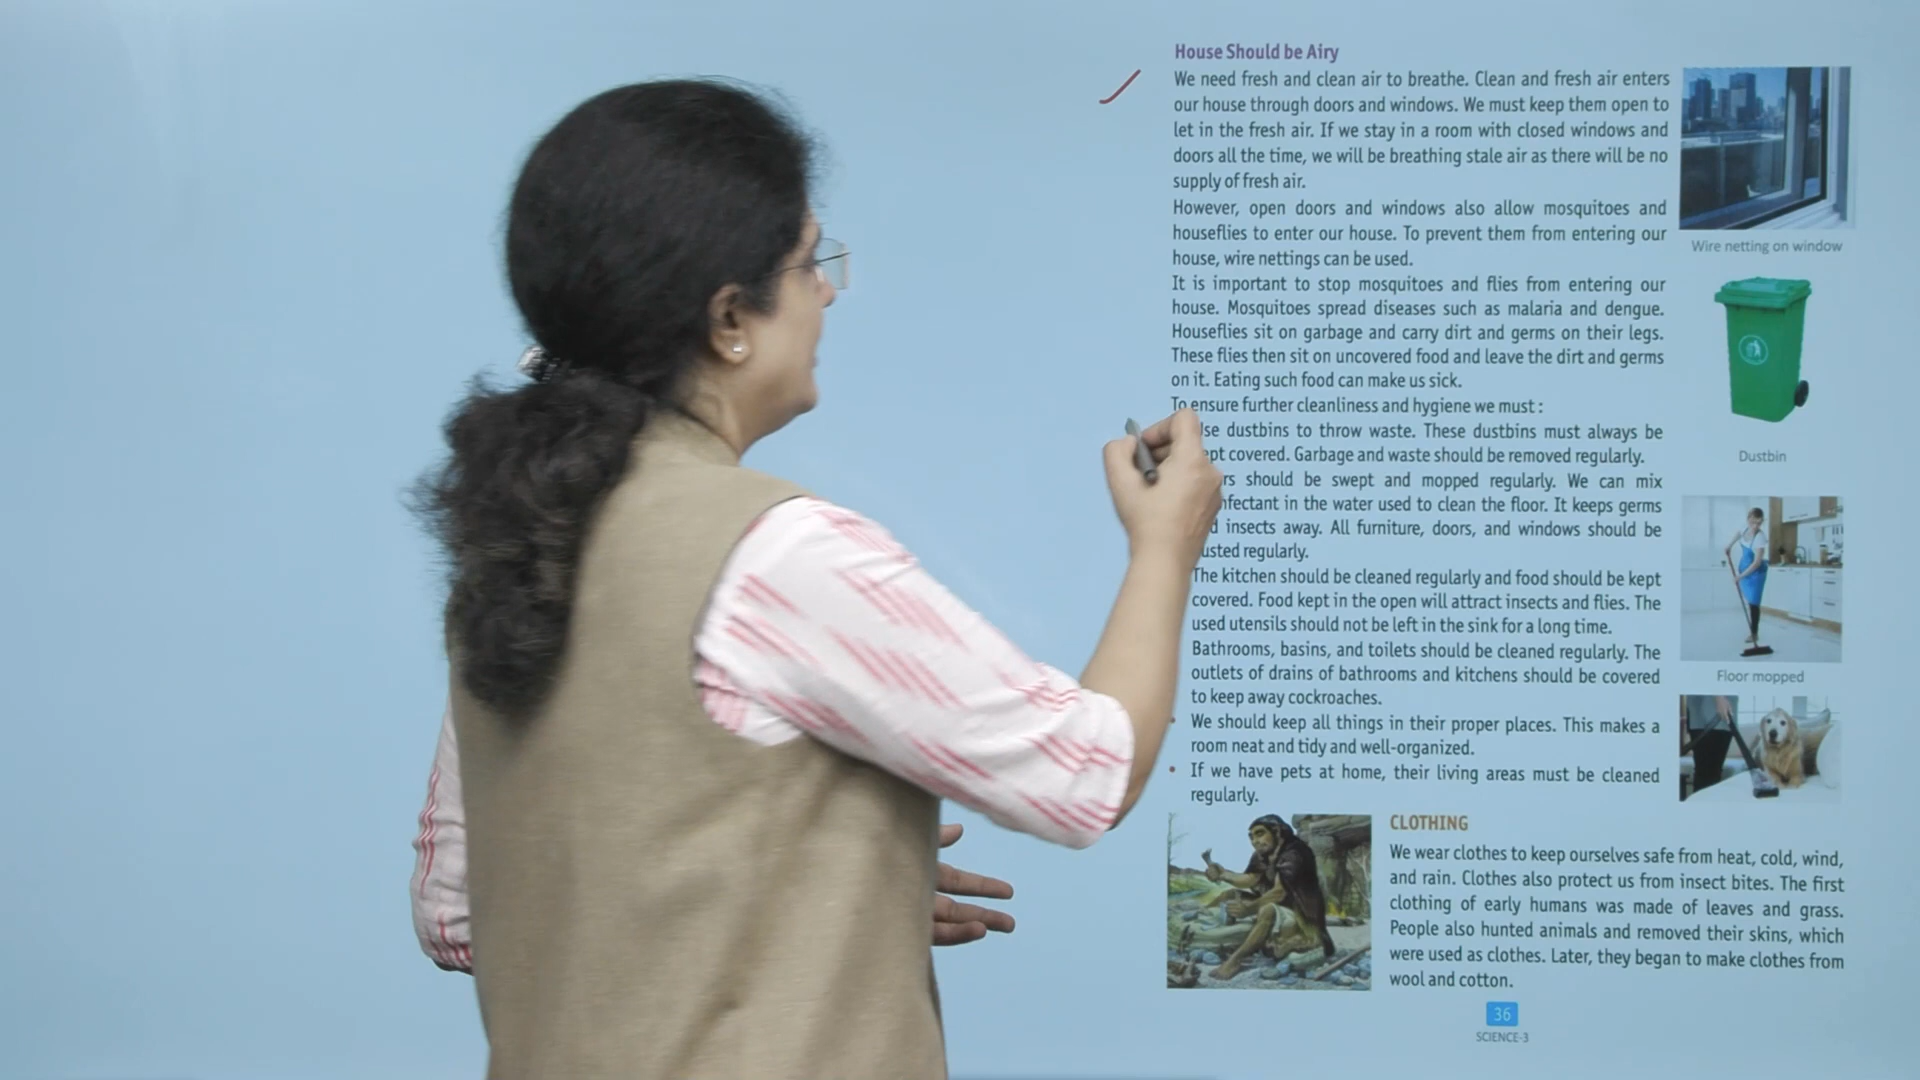 House Should be Airy
We need fresh and clean air to breathe. Clean and fresh air enters
our house through doors and windows. We must keep them open to
let in the fresh air. If we stay in a room with closed windows and
doors all the time, we will be breathing stale air as there will be no
supply of fresh air.
However, open doors and windows also allow mosquitoes and
houseflies to enter our house. To prevent them from entering our
house, wire nettings can be used.
It is important to stop mosquitoes and flies from entering our
house. Mosquitoes spread diseases such as malaria and dengue.
Houseflies sit on garbage and carry dirt and germs on their legs.
These flies then sit on uncovered food and leave the dirt and germs
on it. Eating such food can make us sick.
To ensure further cleanliness and hygiene we must :
dustbins to throw waste. These dustbins must always be
covered. Garbage and waste should be removed regularly.
should be swept and mopped regularly. We can mix
in the water used to clean the floor. It keeps germs
insects away. All furniture, doors, and windows should be
regularly.
The kitchen should be cleaned regularly and food should be kept
covered. Food kept in the open will attract insects and flies. The
used utensils should not be left in the sink for a long time.
Bathrooms, basins, and toilets should be cleaned regularly. The
outlets of drains of bathrooms and kitchens should be covered
to keep away cockroaches.
• We should keep all things in their proper places. This makes a
room neat and tidy and well-organized.
• If we have pets at home, their living areas must be cleaned
regularly.
Wire netting on window
Dustbin
Floor mopped
CLOTHING
We wear clothes to keep ourselves safe from heat, cold, wind,
and rain. Clothes also protect us from insect bites. The first
clothing of early humans was made of leaves and grass.
People also hunted animals and removed their skins, which
were used as clothes. Later, they began to make clothes from
wool and cotton.
36
SCIENCE-3